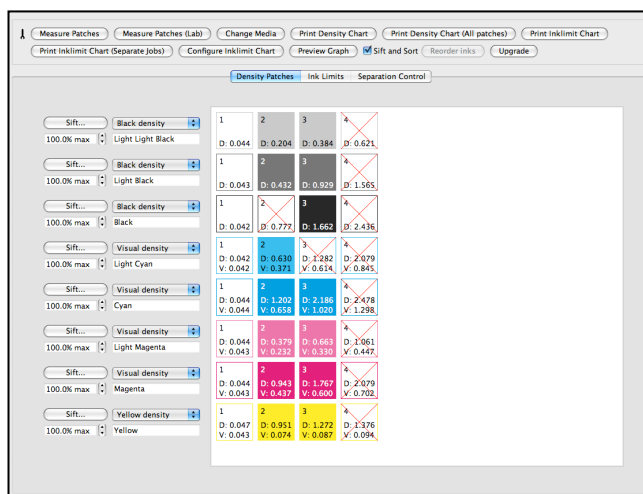 Measure Patches Measure Patches (Lab) Change Media Print Density Chart Print Density Chart (All patches) Print Inklimit Chart
Print Inklimit Chart (Separate Jobs) Configure Inklimit Chart Preview Graph Sift and Sort Reorder Inks Upgrade
Density Patches Ink Limits Separation Control
Sift... Black density 1 2 3 4
100.0% max Light Light Black D: 0.044 D: 0.204 D: 0.384 D: 0.621
Sift... Black density 1 2 3 4
100.0% max Light Black D: 0.043 D: 0.432 D: 0.929 D: 1.565
Sift... Black density 1 2 3 4
100.0% max Black D: 0.042 D: 0.777 D: 1.662 D: 2.436
Sift... Visual density 1 2 3 4
D: 0.042 D: 0.630 D: 1.282 D: 2.079
100.0% max Light Cyan V: 0.042 V: 0.371 V: 0.614 V: 0.845
Sift... Visual density 1 2 3 4
D: 0.044 D: 1.202 D: 2.186 D: 2.478
100.0% max Cyan V: 0.044 V: 0.658 V: 1.020 V: 1.298
Sift... Visual density 1 2 3 4
D: 0.044 D: 0.379 D: 0.663 D: 1.061
100.0% max Light Magenta V: 0.043 V: 0.232 V: 0.330 V: 0.447
Sift... Visual density 1 2 3 4
D: 0.044 D: 0.943 D: 1.767 D: 2.079
100.0% max Magenta V: 0.043 V: 0.437 V: 0.600 V: 0.702
Sift... Yellow density 1 2 3 4
D: 0.047 D: 0.951 D: 1.272 D: 1.376
100.0% max Yellow V: 0.043 V: 0.074 V: 0.087 V: 0.094